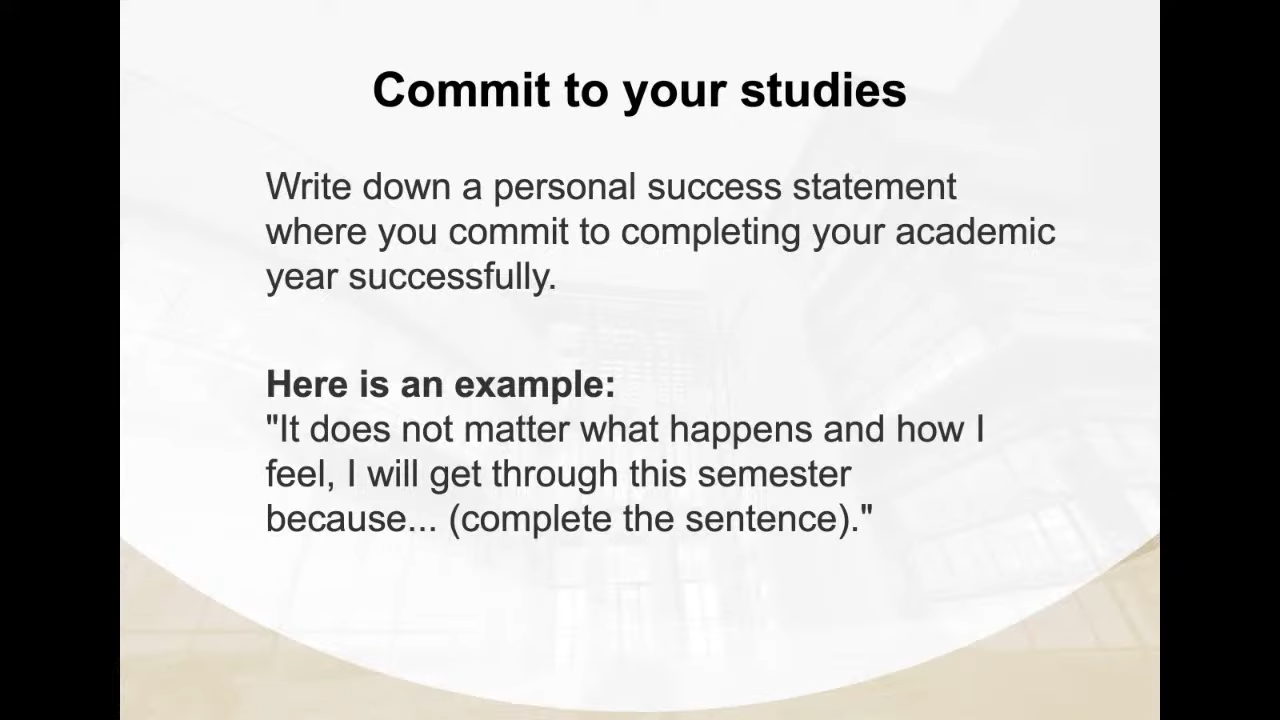 Commit to your studies
Write down a personal success statement
where you commit to completing your academic
year successfully.
Here is an example:
"It does not matter what happens and how I
feel, I will get through this semester
because... (complete the sentence)."